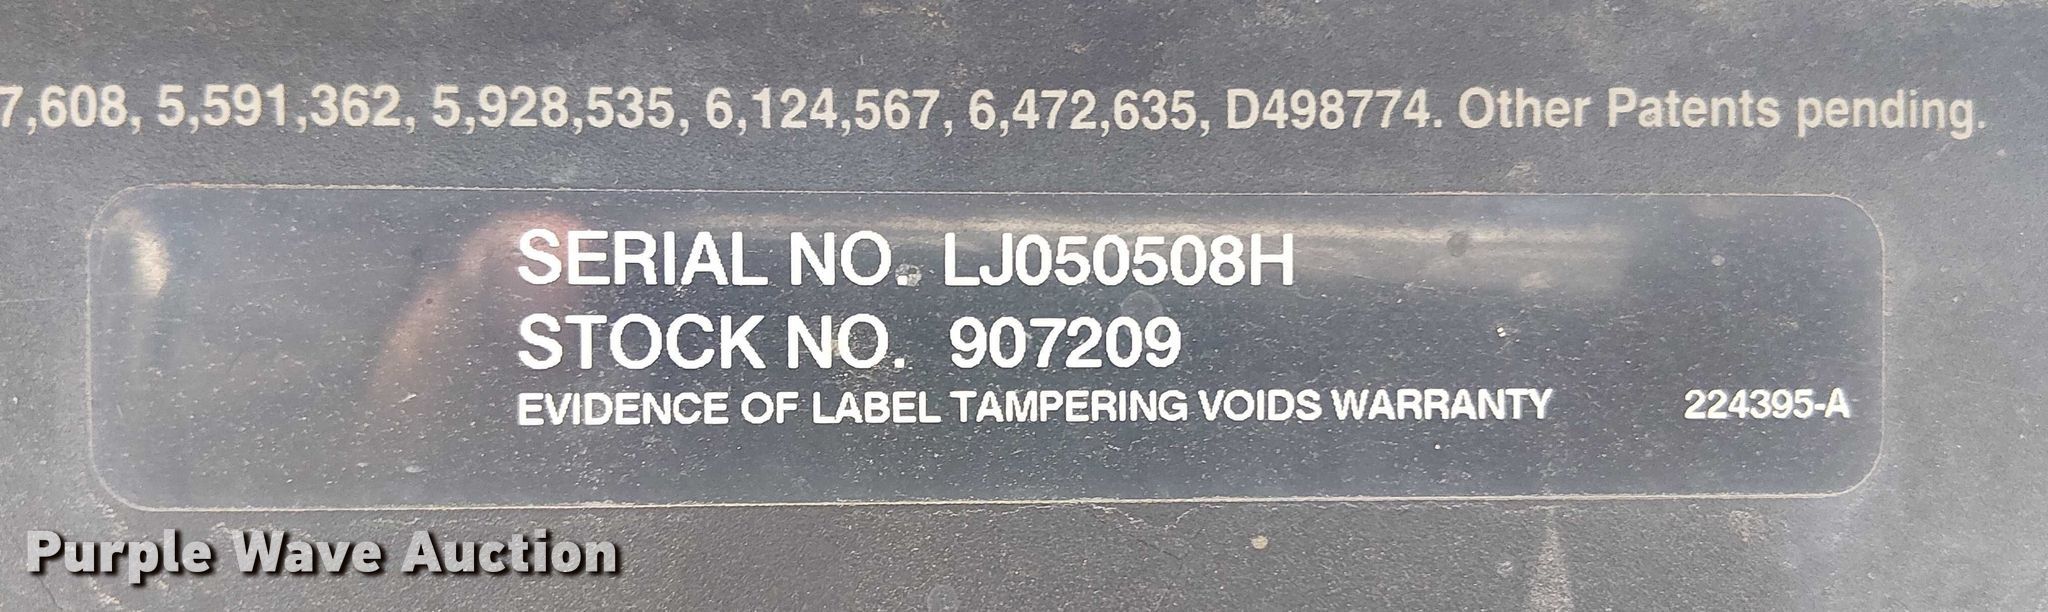 7,608, 5,591,362, 5,928,535, 6,124,567, 6,472,635, D498774. Other Patents pending.
SERIAL NO. LJ050508H
STOCK NO. 907209
EVIDENCE OF LABEL TAMPERING VOIDS WARRANTY 224395-A
Purple Wave Auction